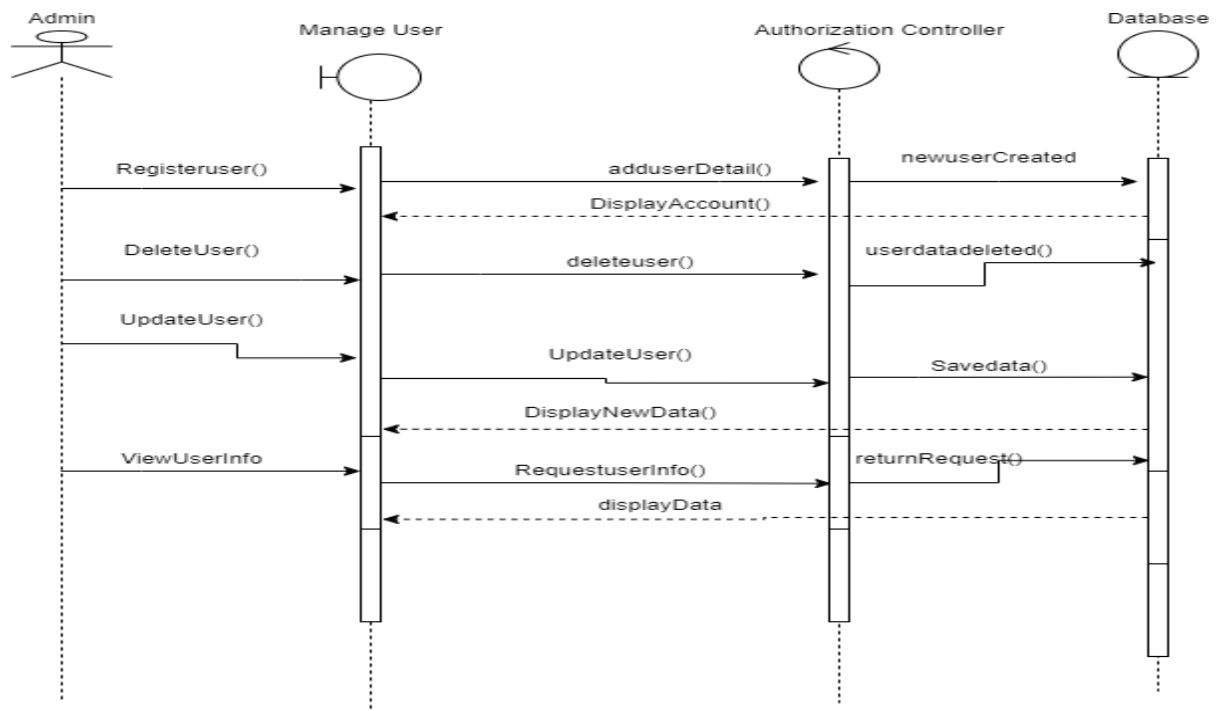 Admin
Manage User
Authorization Controller
Database
Registeruser()
adduserDetail()
newuserCreated
DisplayAccount()
DeleteUser()
deleteuser()
userdatadeleted()
UpdateUser()
UpdateUser()
Savedata()
DisplayNewData()
ViewUserInfo
RequestuserInfo()
returnRequest()
displayData